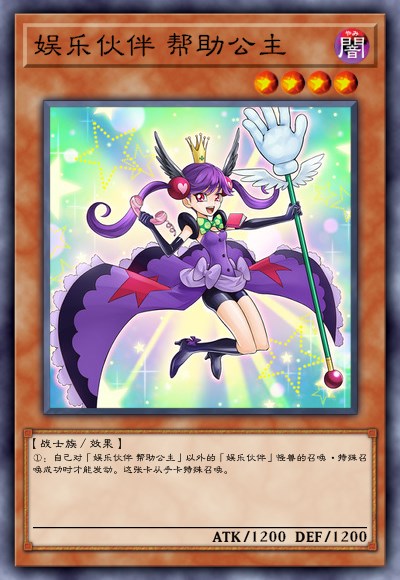 娱乐伙伴 帮助公主
やみ
闇
【战士族/效果】
①：自己对「娱乐伙伴 帮助公主」以外的「娱乐伙伴」怪兽的召唤·特殊召
唤成功时才能发动。这张卡从手卡特殊召唤。
ATK/1200 DEF/1200